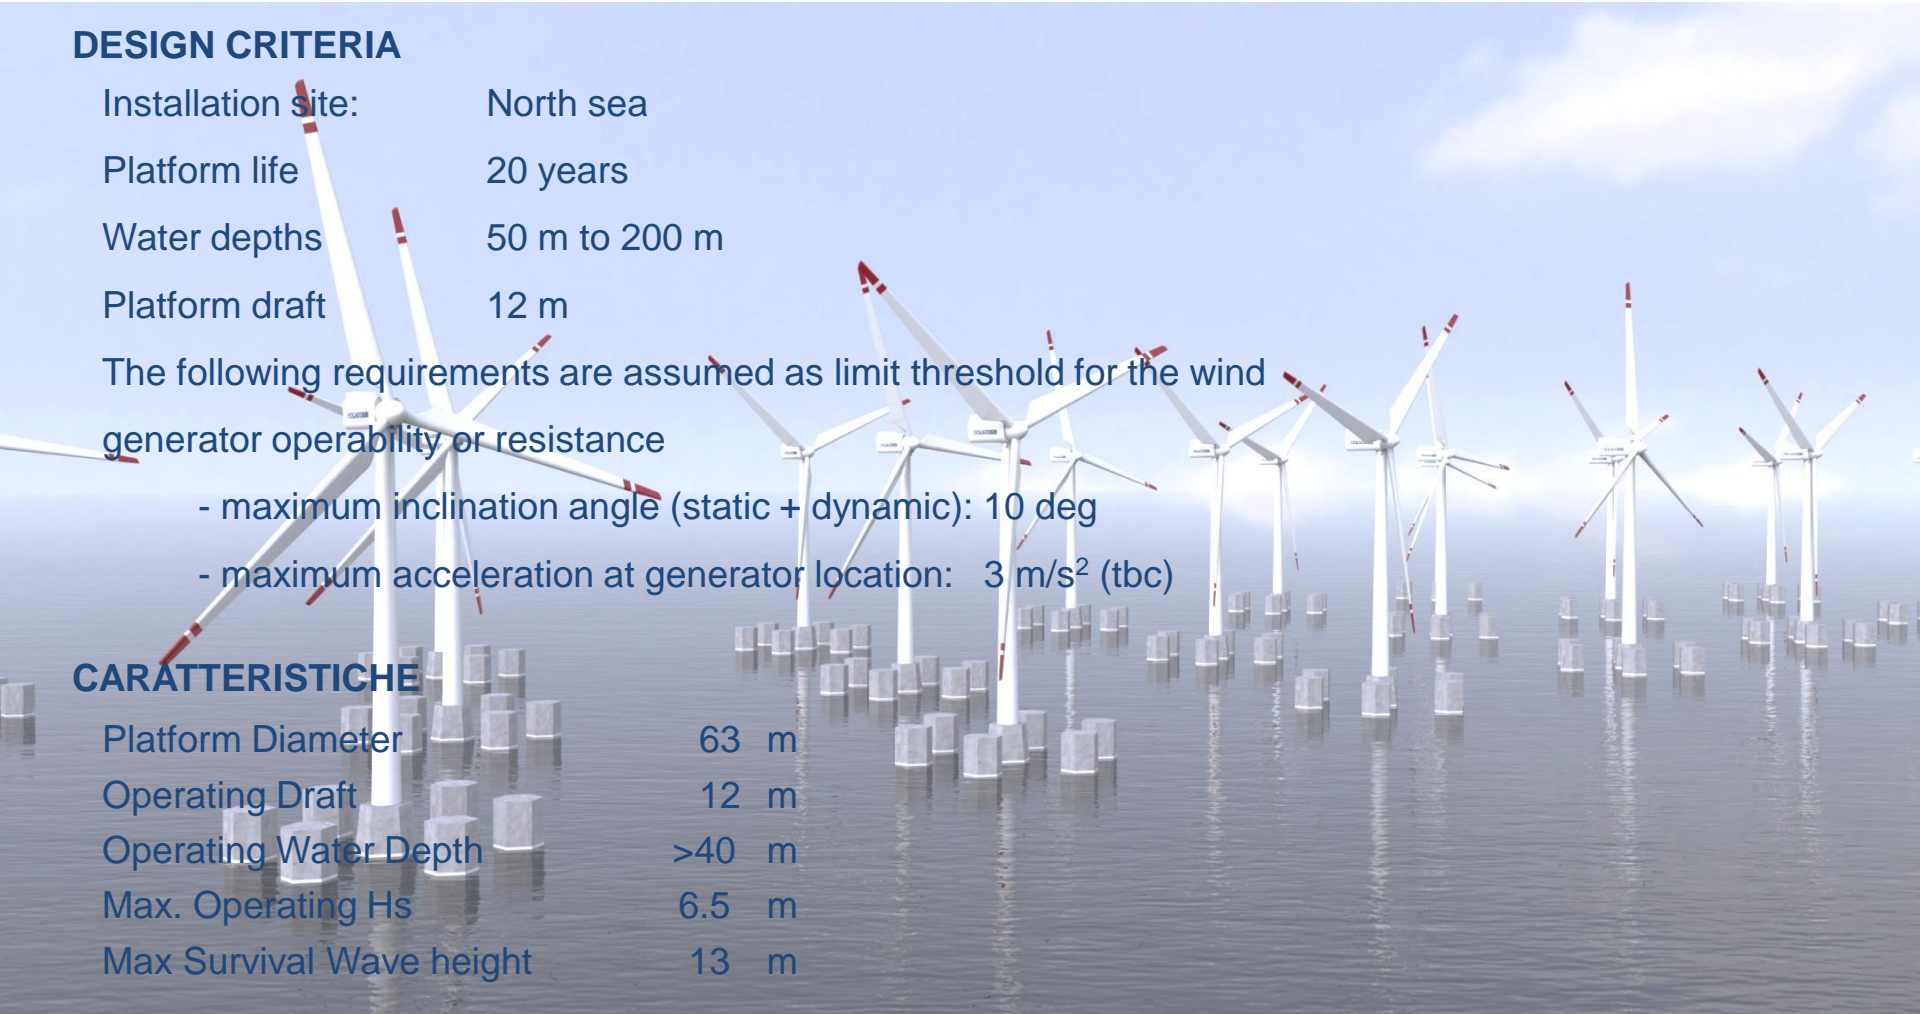 DESIGN CRITERIA
Installation site: North sea
Platform life 20 years
Water depths 50 m to 200 m
Platform draft 12 m
The following requirements are assumed as limit threshold for the wind
generator operability or resistance
- maximum inclination angle (static + dynamic): 10 deg
- maximum acceleration at generator location: 3 m/s² (tbc)
CARATTERISTICHE
Platform Diameter 63 m
Operating Draft 12 m
Operating Water Depth >40 m
Max. Operating Hs 6.5 m
Max Survival Wave height 13 m